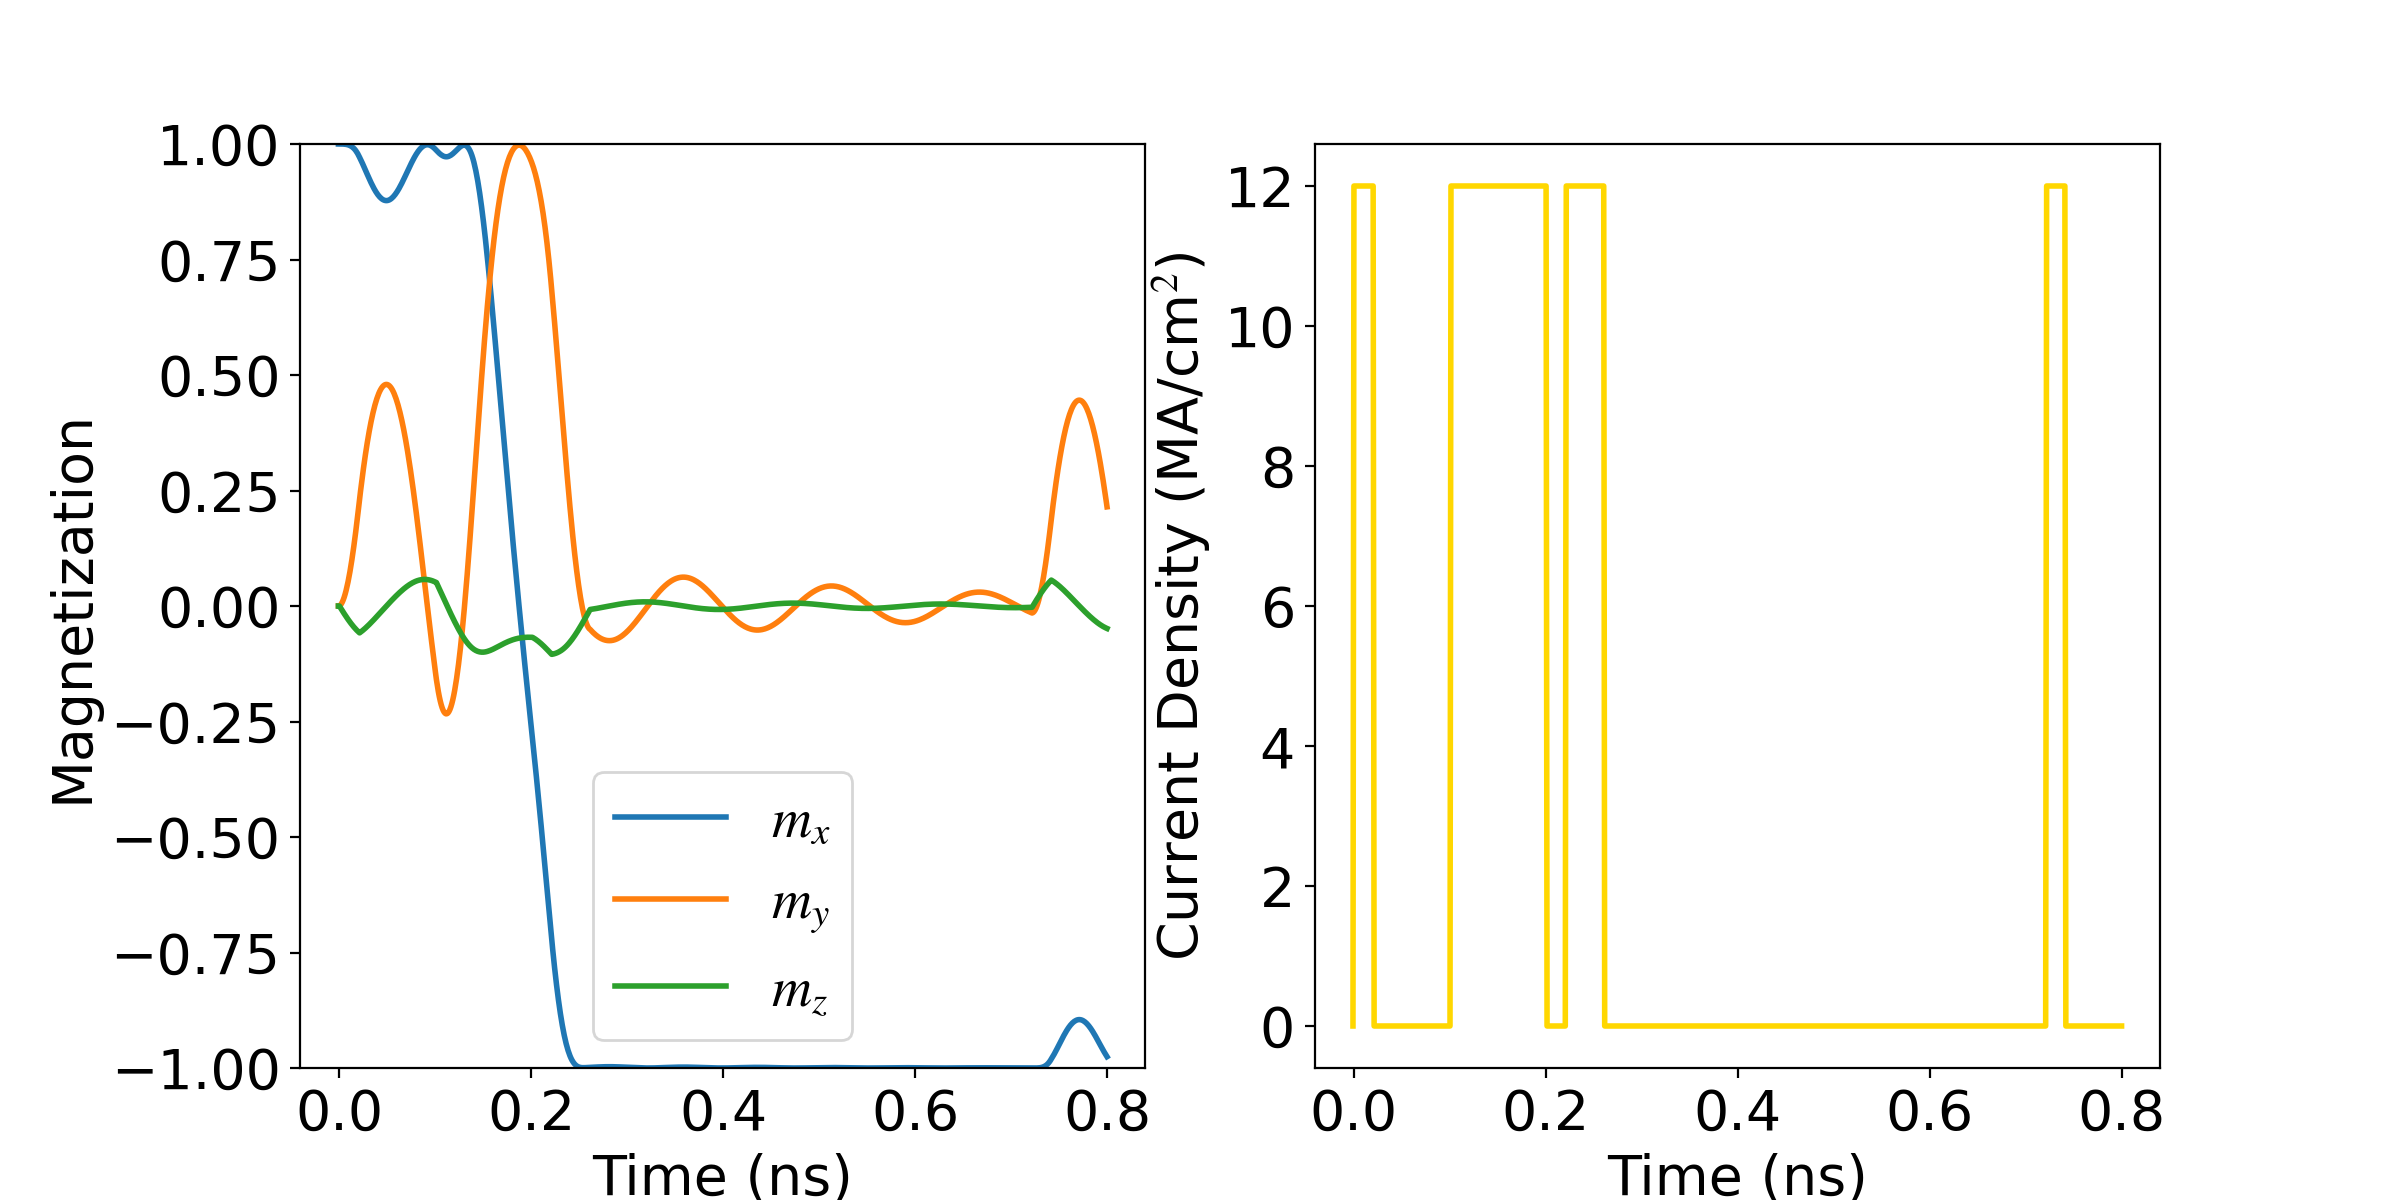 Magnetization
1.00
0.75
0.50
0.25
0.00
−0.25
−0.50
−0.75
−1.00
m_x
m_y
m_z
0.0 0.2 0.4 0.6 0.8
Time (ns)
Current Density (MA/cm²)
12
10
8
6
4
2
0
0.0 0.2 0.4 0.6 0.8
Time (ns)